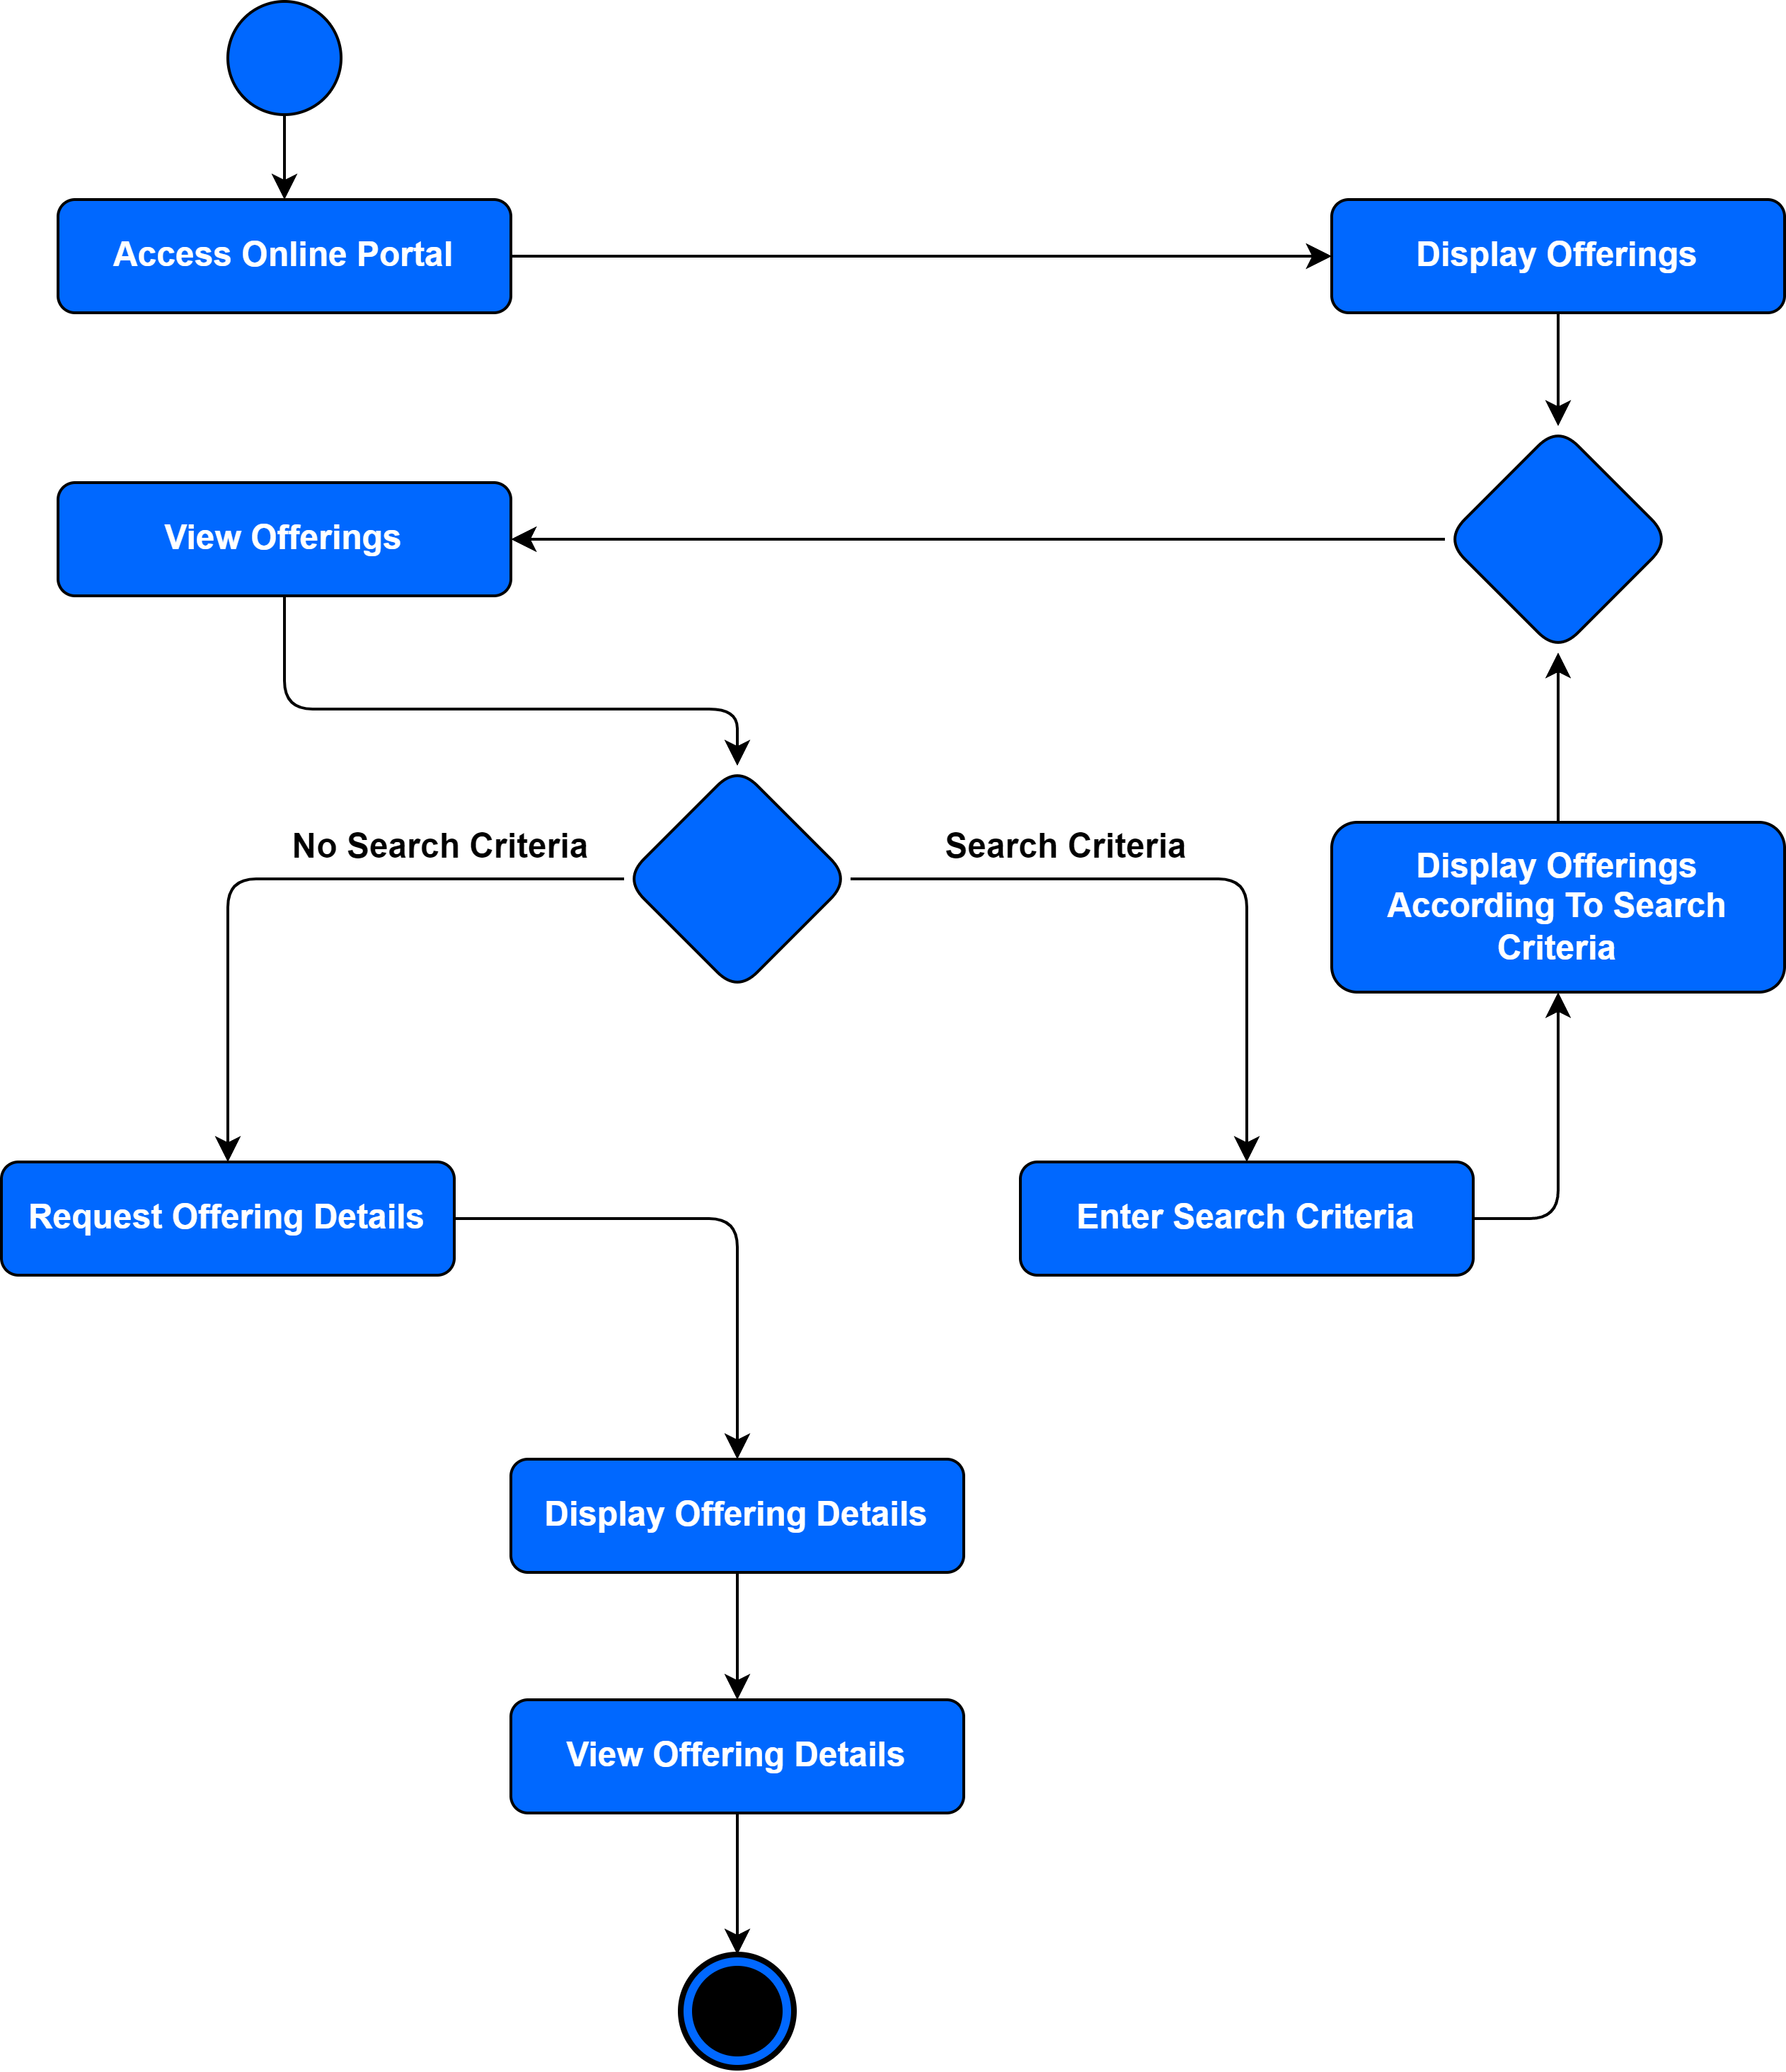 Access Online Portal
Display Offerings
View Offerings
No Search Criteria
Search Criteria
Display Offerings
According To Search
Criteria
Request Offering Details
Enter Search Criteria
Display Offering Details
View Offering Details